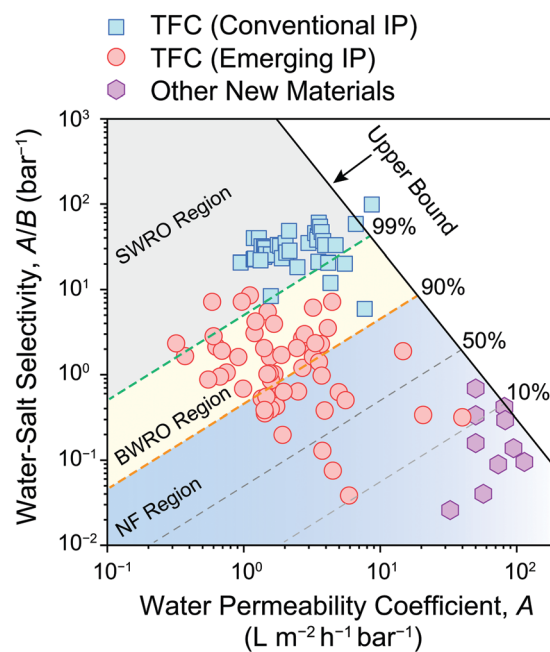 TFC (Conventional IP)
TFC (Emerging IP)
Other New Materials
Water-Salt Selectivity, A/B (bar⁻¹)
10³
10²
10¹
10⁰
10⁻¹
10⁻²
SWRO Region
BWRO Region
NF Region
Upper Bound
99%
90%
50%
10%
10⁻¹
10⁰
10¹
10²
Water Permeability Coefficient, A
(L m⁻² h⁻¹ bar⁻¹)